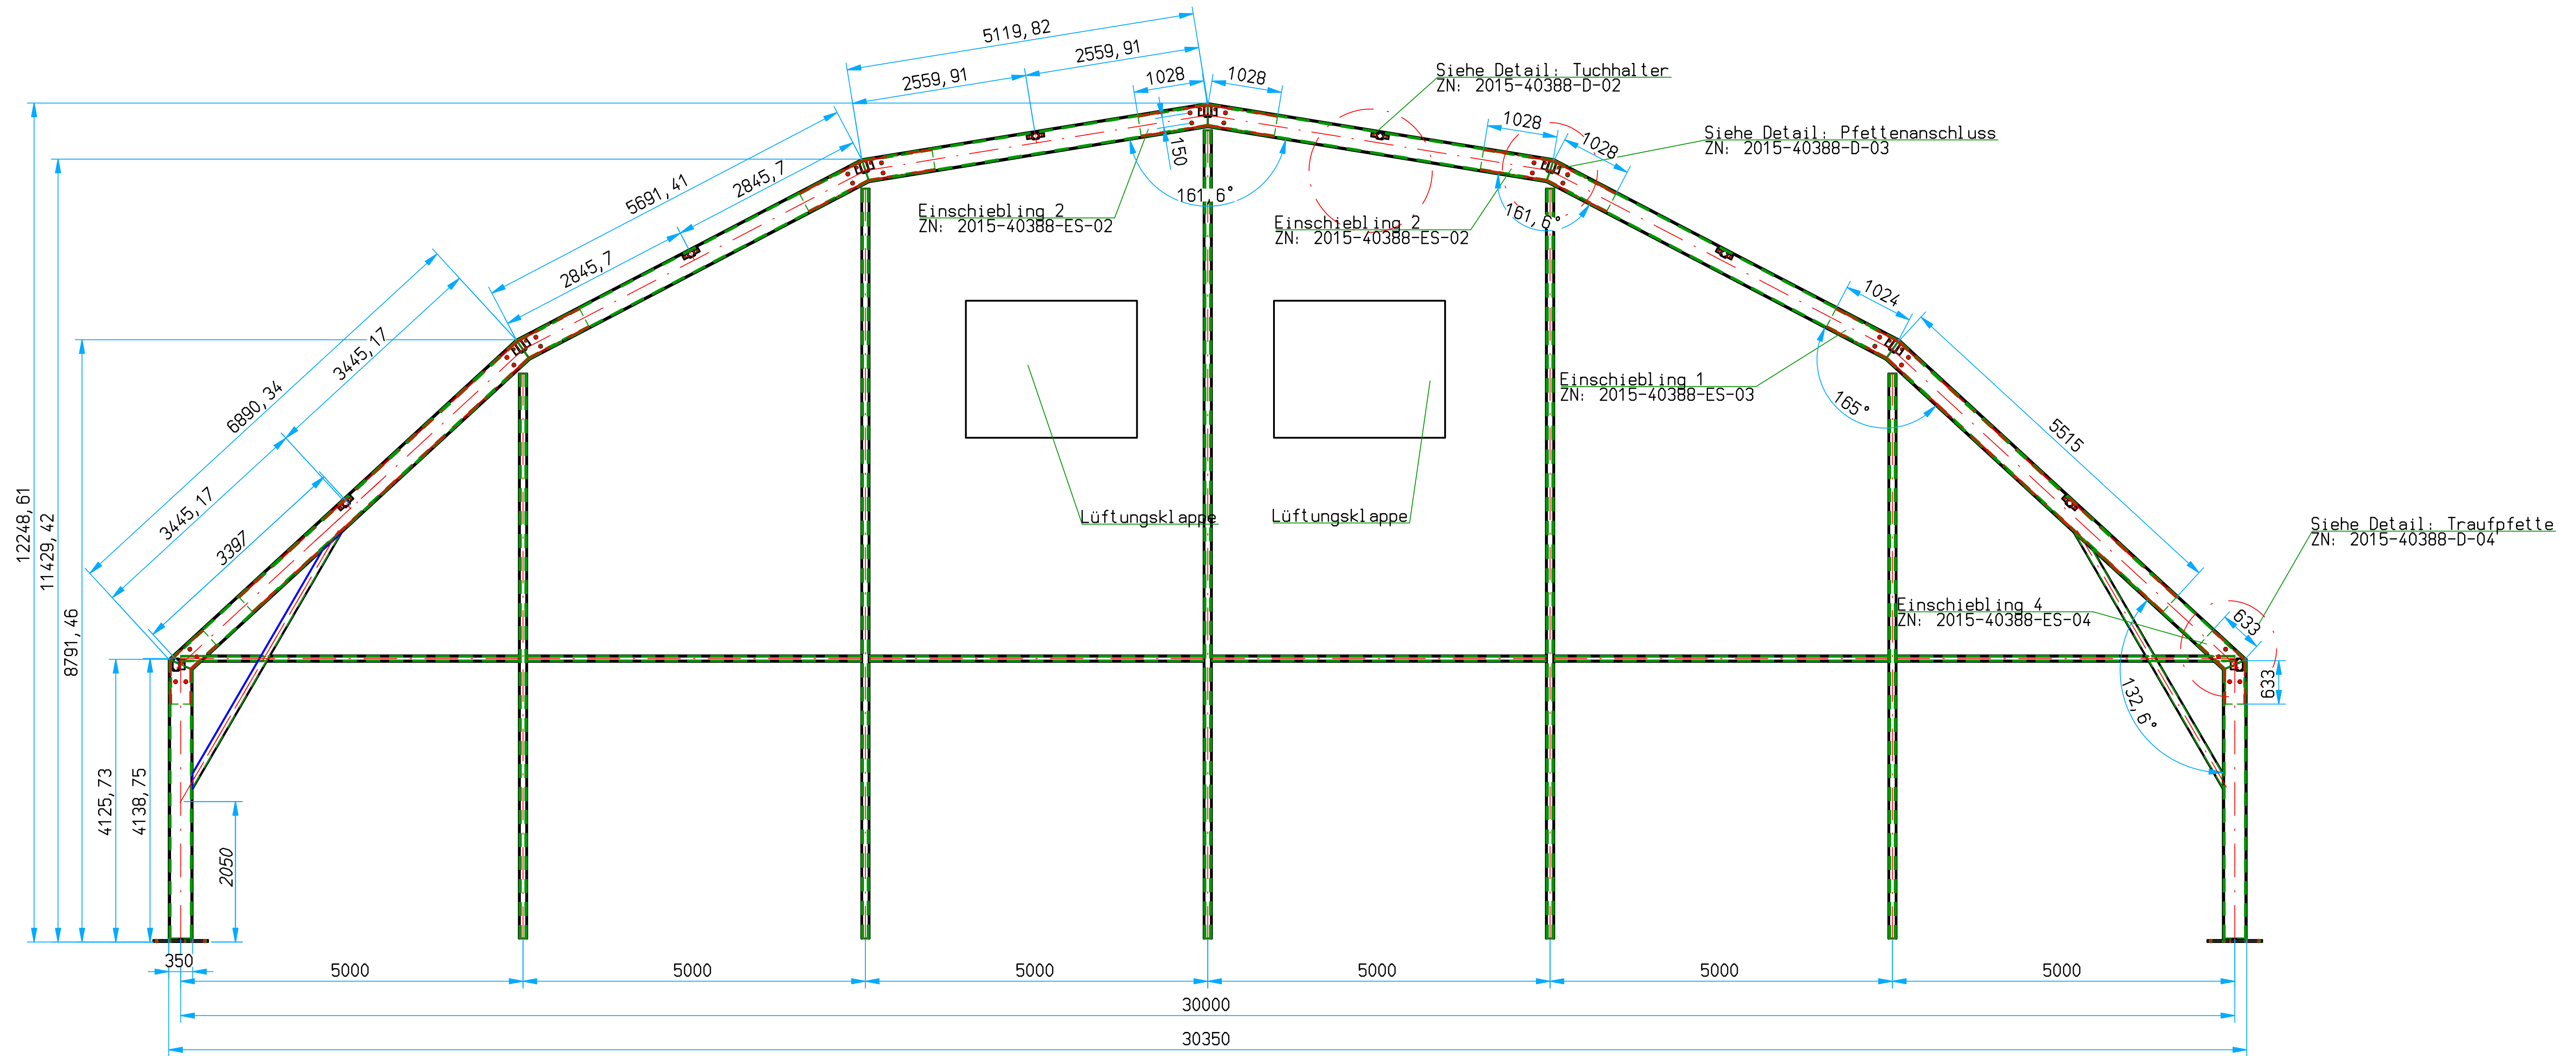 5119,82
2559,91
2559,91
1028
1028
Siehe Detail: Tuchhalter
ZN: 2015-40388-D-02
1028
1028
Siehe Detail: Pfettenanschluss
ZN: 2015-40388-D-03
150
161,6°
161,6°
5691,41
2845,7
2845,7
Einschiebling 2
ZN: 2015-40388-ES-02
Einschiebling 2
ZN: 2015-40388-ES-02
6890,34
3445,17
3445,17
3397
1024
Einschiebling 1
ZN: 2015-40388-ES-03
165°
5515
Lüftungsklappe
Lüftungsklappe
Siehe Detail: Traufpfette
ZN: 2015-40388-D-04
Einschiebling 4
ZN: 2015-40388-ES-04
633
633
132,6°
12248,61
11429,42
8791,46
4125,73
4138,75
2050
350
5000
5000
5000
5000
5000
5000
30000
30350